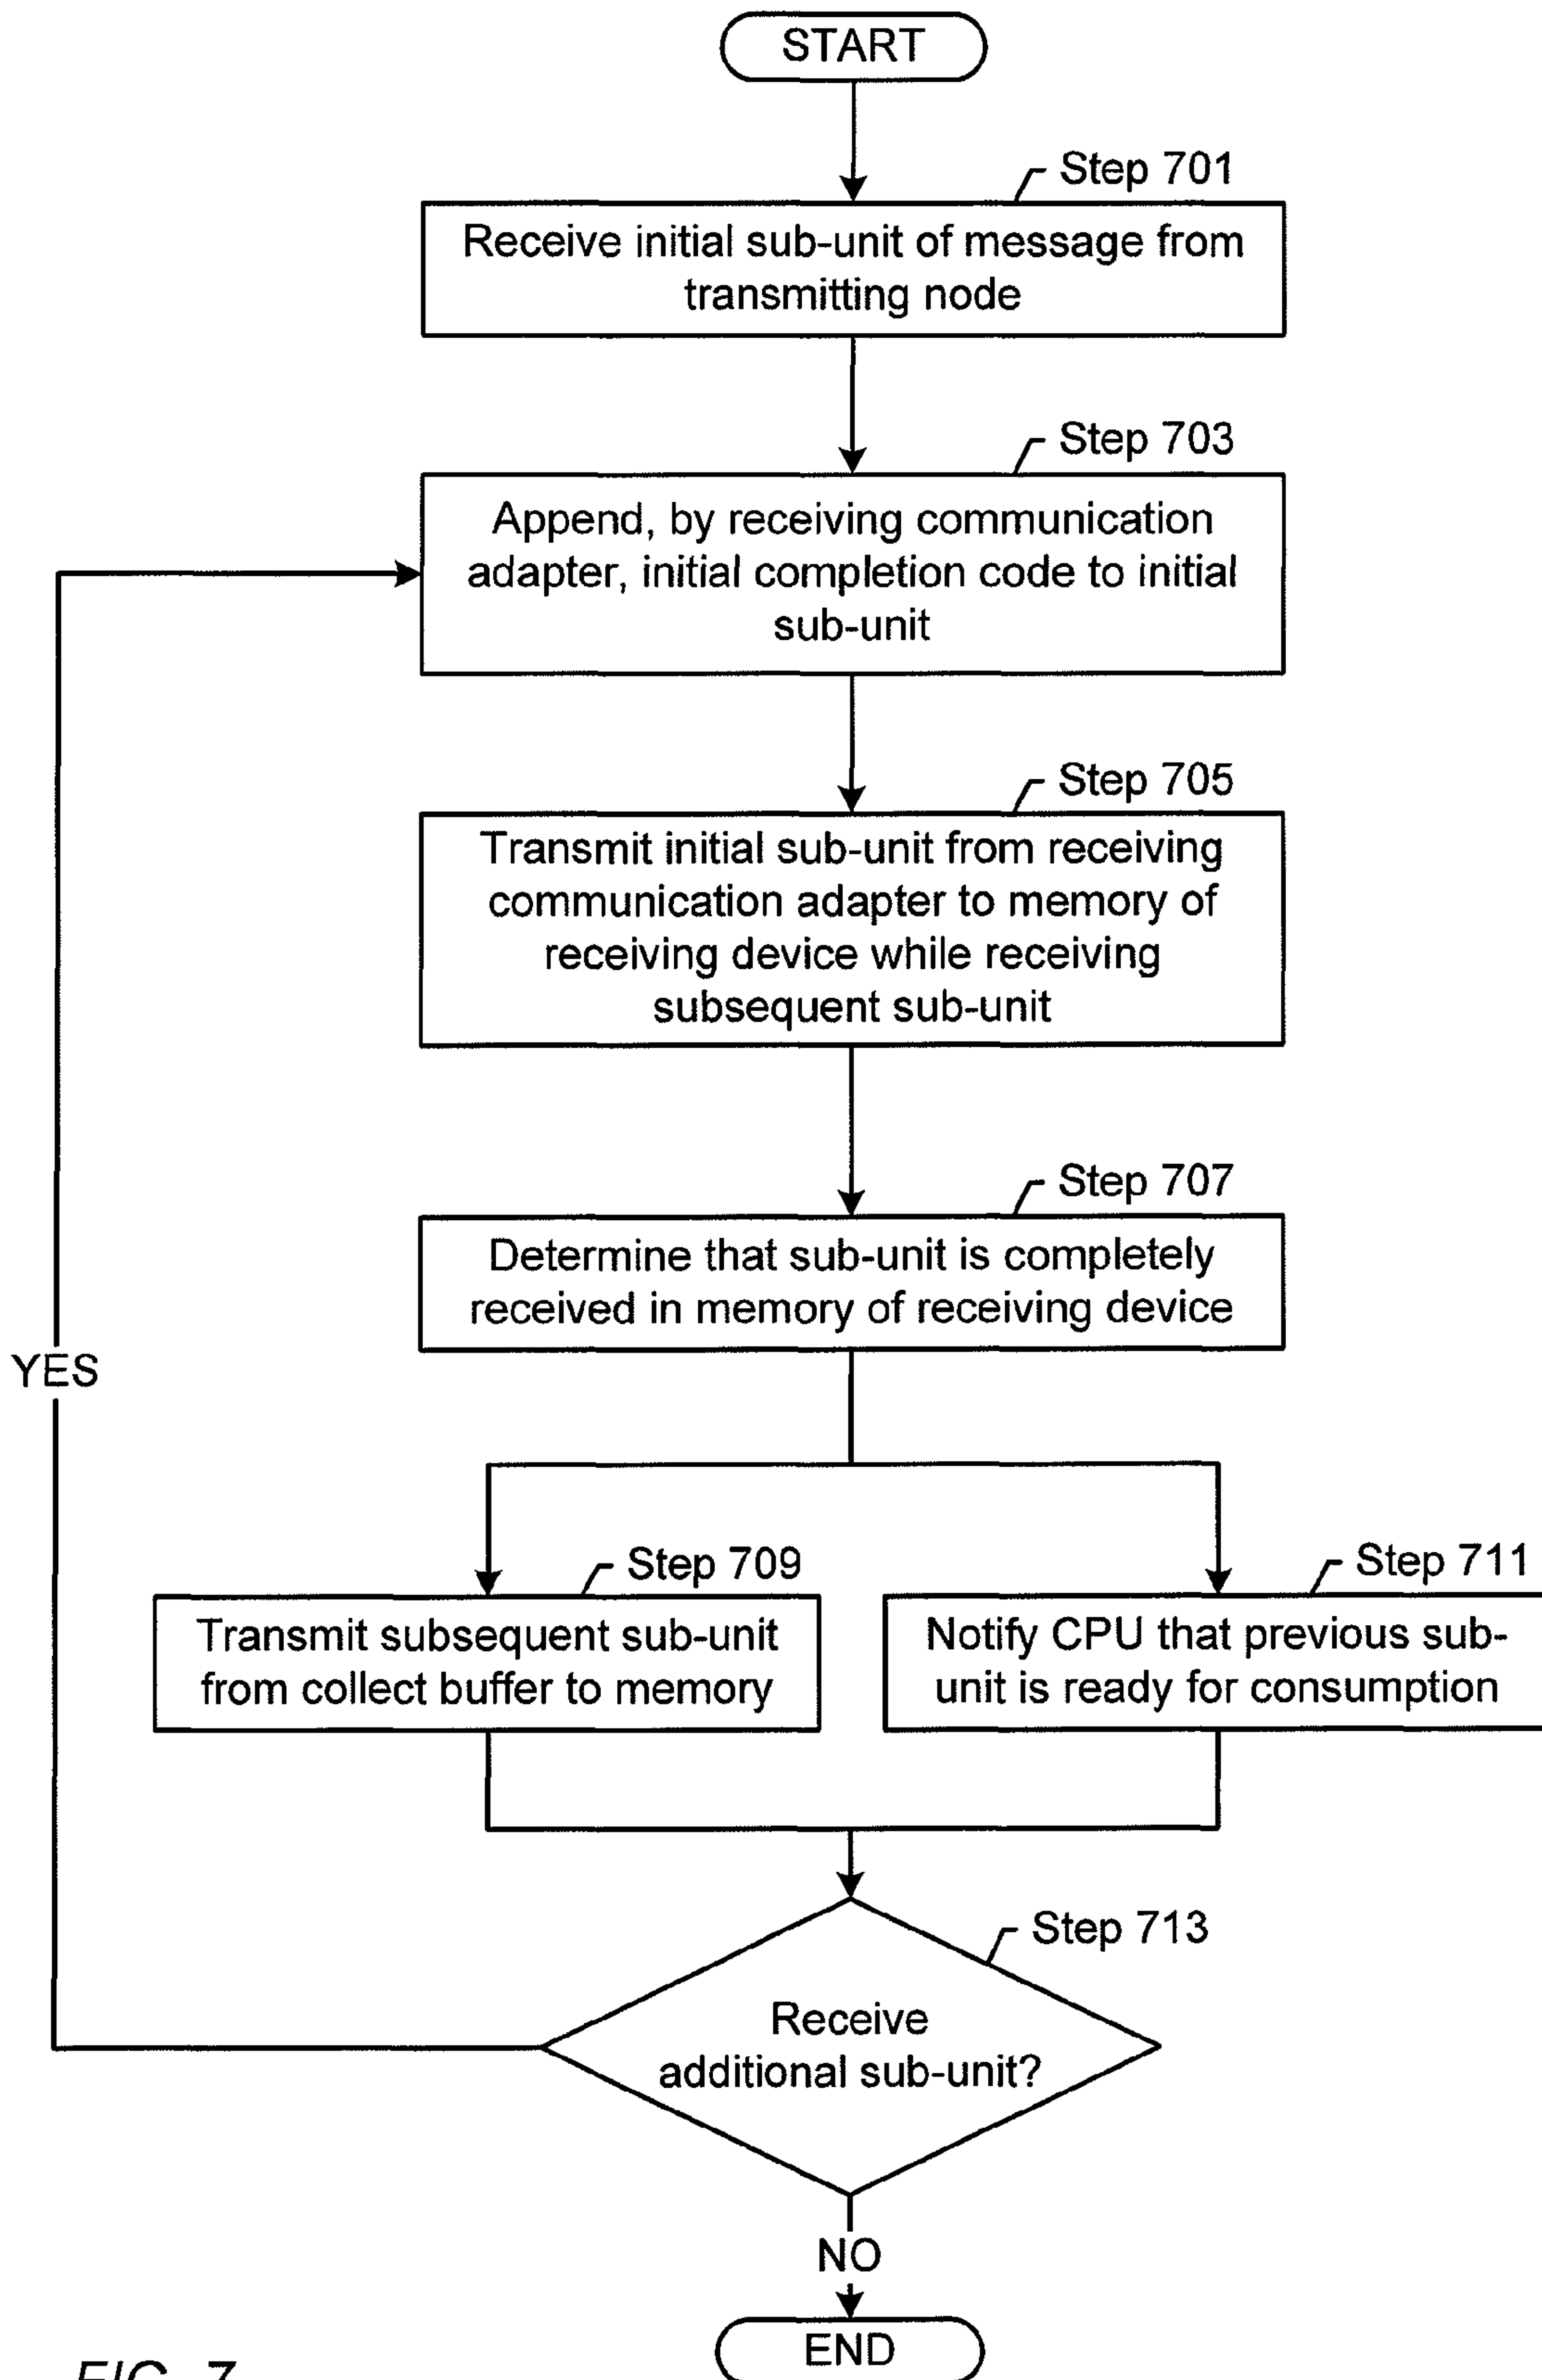 START
Step 701
Receive initial sub-unit of message from
transmitting node
Step 703
Append, by receiving communication
adapter, initial completion code to initial
sub-unit
Step 705
Transmit initial sub-unit from receiving
communication adapter to memory of
receiving device while receiving
subsequent sub-unit
Step 707
Determine that sub-unit is completely
received in memory of receiving device
YES
Step 709
Transmit subsequent sub-unit
from collect buffer to memory
Step 711
Notify CPU that previous sub-
unit is ready for consumption
Step 713
Receive
additional sub-unit?
NO
END
FIG. 7